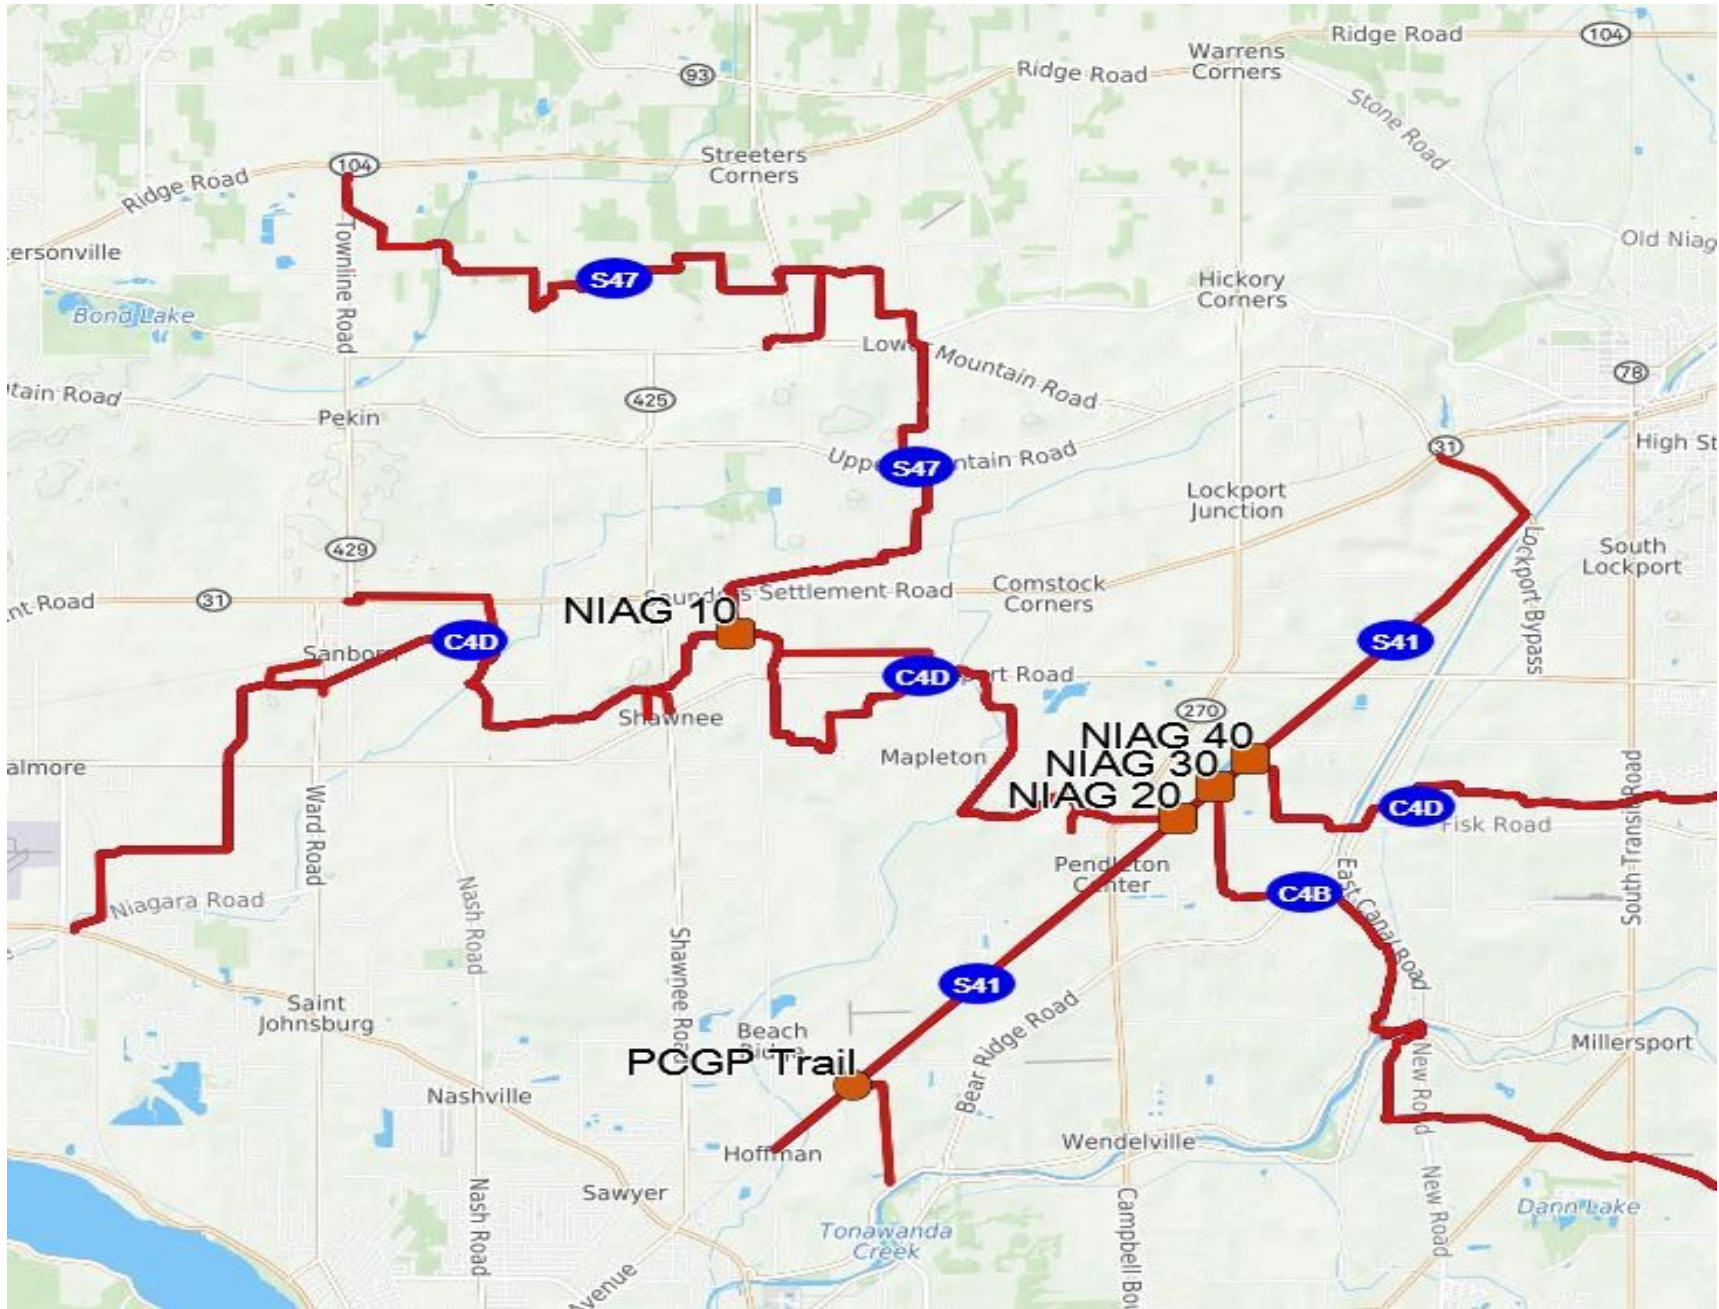 Ridge Road
104
Warrens
Corners
Ridge Road
93
Stone Road
Streeters
Corners
104
Ridge Road
Old Niag
ersonville
Townline Road
S47
Hickory
Corners
Bond Lake
Lowe
Mountain Road
78
tain Road
425
Pekin
High St
31
Upp
S47
ntain Road
Lockport
Junction
429
Lockport Bypass
South
Lockport
Comstock
Corners
nt Road
31
Saunders Settlement Road
NIAG 10
C4D
S41
Sanborn
C4D
port Road
Shawnee
270
NIAG 40
Mapleton
NIAG 30
almore
NIAG 20
C4D
Fisk Road
Ward Road
South Transit Road
Pendleton
Center
C4B
East Canal Road
Niagara Road
Nash Road
Shawnee Road
S41
Saint
Johnsburg
Beach
Ridge
Bear Ridge Road
PCGP Trail
New Road
Millersport
Nashville
Hoffman
Wendelville
Sawyer
Nash Road
Campbell Bou
New Road
Dann Lake
Tonawanda
Creek
Avenue